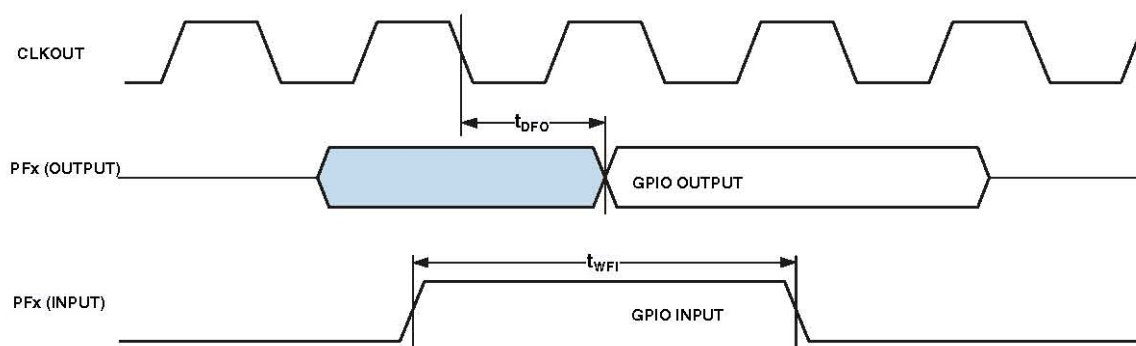 CLKOUT
tDFO
PFx (OUTPUT)
GPIO OUTPUT
tWFI
PFx (INPUT)
GPIO INPUT